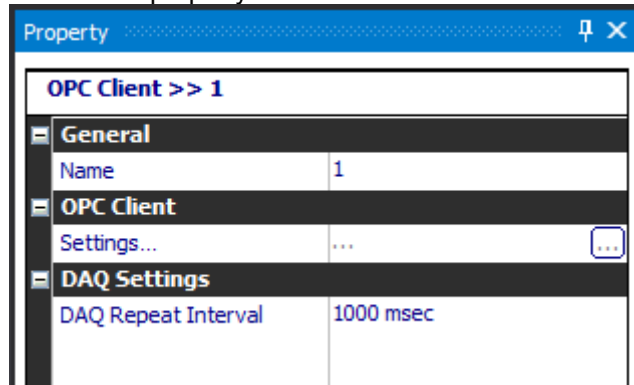 Property
OPC Client >> 1
General
Name 1
OPC Client
Settings... ... ...
DAQ Settings
DAQ Repeat Interval 1000 msec